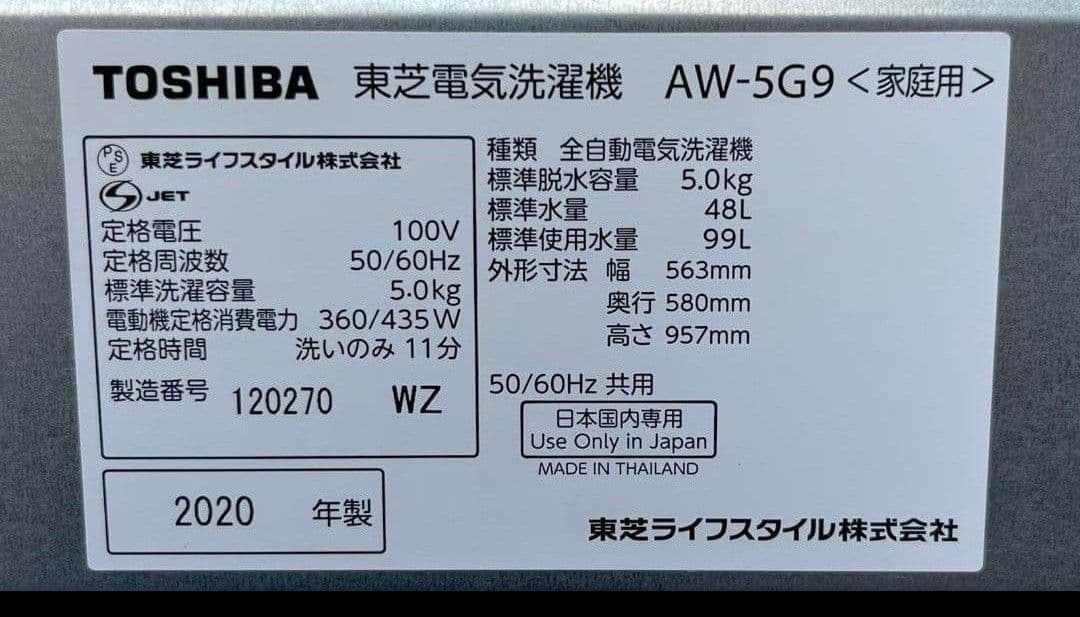 TOSHIBA 東芝電気洗濯機 AW-5G9 <家庭用>
PSE 東芝ライフスタイル株式会社
JET
定格電圧 100V
定格周波数 50/60Hz
標準洗濯容量 5.0kg
電動機定格消費電力 360/435W
定格時間 洗いのみ 11分
製造番号 120270 WZ
2020 年製
種類 全自動電気洗濯機
標準脱水容量 5.0kg
標準水量 48L
標準使用水量 99L
外形寸法 幅 563mm
奥行 580mm
高さ 957mm
50/60Hz 共用
日本国内専用
Use Only in Japan
MADE IN THAILAND
東芝ライフスタイル株式会社